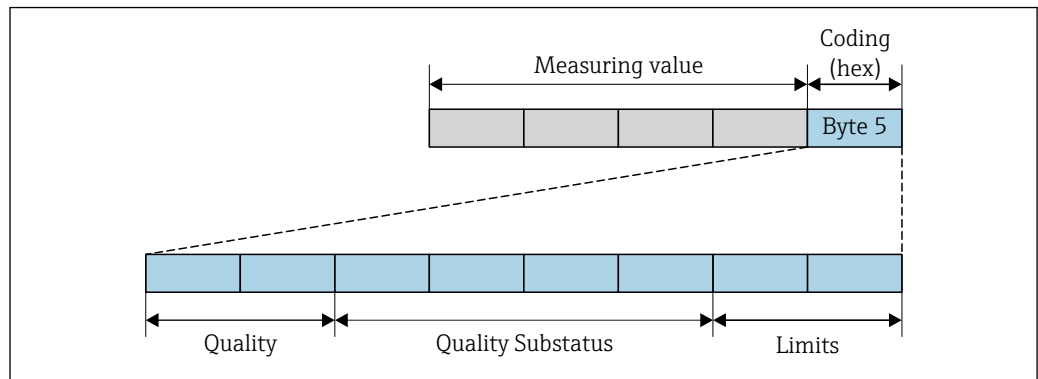 Coding
(hex)
Measuring value
Byte 5
Quality
Quality Substatus
Limits